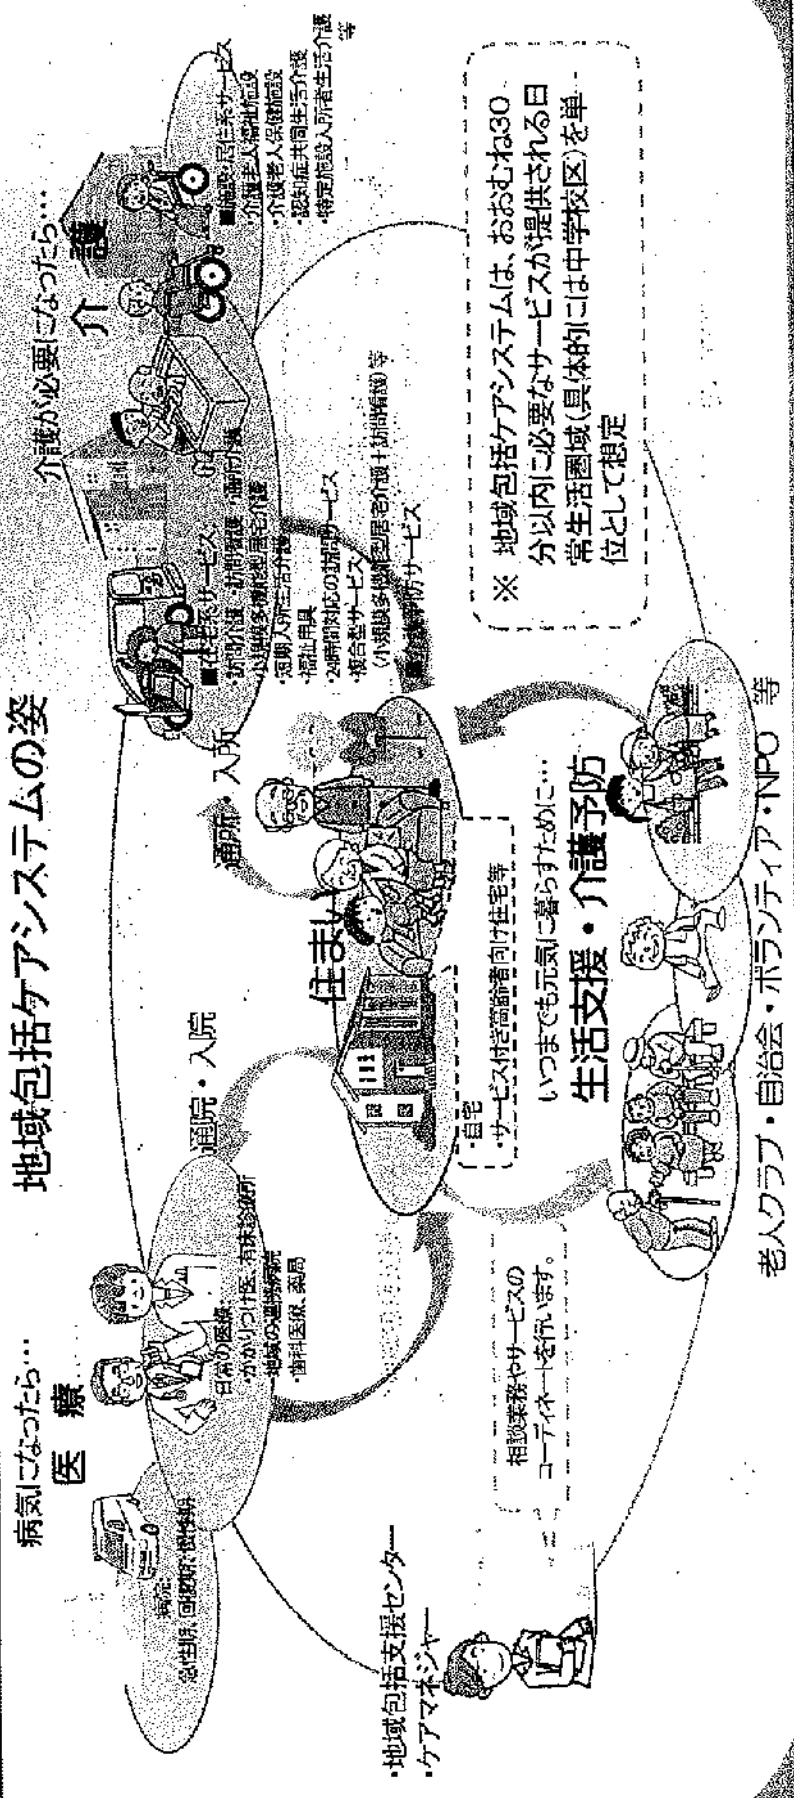 地域包括ケアシステムの姿
病気になったら…
医 療
病院:
急性期、回復期、慢性期
日常の医療:
・かかりつけ医、有床診療所
・地域の連携病院
・歯科医療、薬局
通院・入院
通所・入所
住まい
・自宅
・サービス付き高齢者向け住宅等
介護が必要になったら…
介 護
■在宅系サービス:
・訪問介護 ・訪問看護 ・通所介護
・小規模多機能型居宅介護
・短期入所生活介護
・福祉用具
・24時間対応の訪問サービス
・複合型サービス
(小規模多機能型居宅介護+訪問看護)等
■介護予防サービス
■施設・居住系サービス
・介護老人福祉施設
・介護老人保健施設
・認知症共同生活介護
・特定施設入所者生活介護
等
・地域包括支援センター
・ケアマネジャー
相談業務やサービスの
コーディネートを行います。
いつまでも元気に暮らすために…
生活支援・介護予防
老人クラブ・自治会・ボランティア・NPO 等
※ 地域包括ケアシステムは、おおむね30
分以内に必要なサービスが提供される日
常生活圏域(具体的には中学校区)を単
位として想定